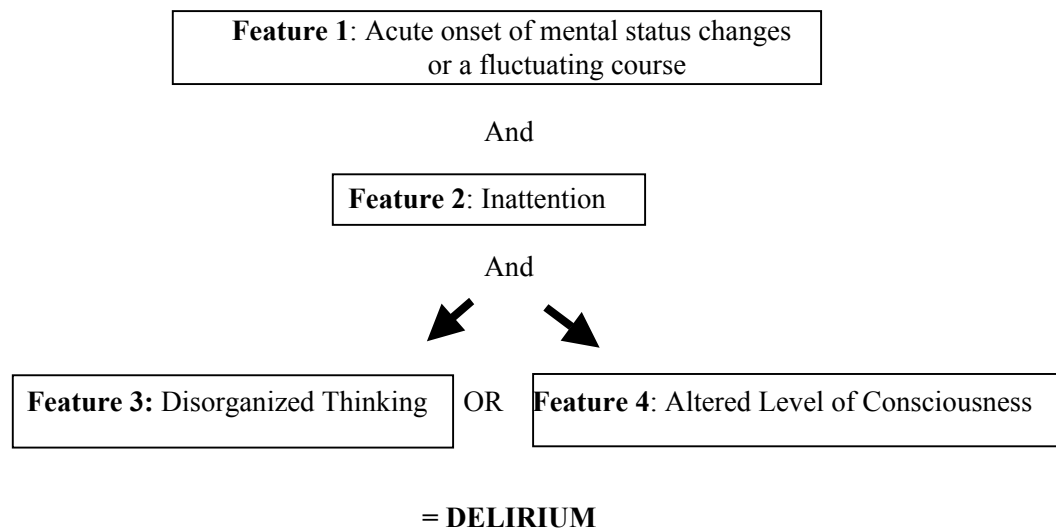 Feature 1: Acute onset of mental status changes
or a fluctuating course
And
Feature 2: Inattention
And
Feature 3: Disorganized Thinking OR Feature 4: Altered Level of Consciousness
= DELIRIUM